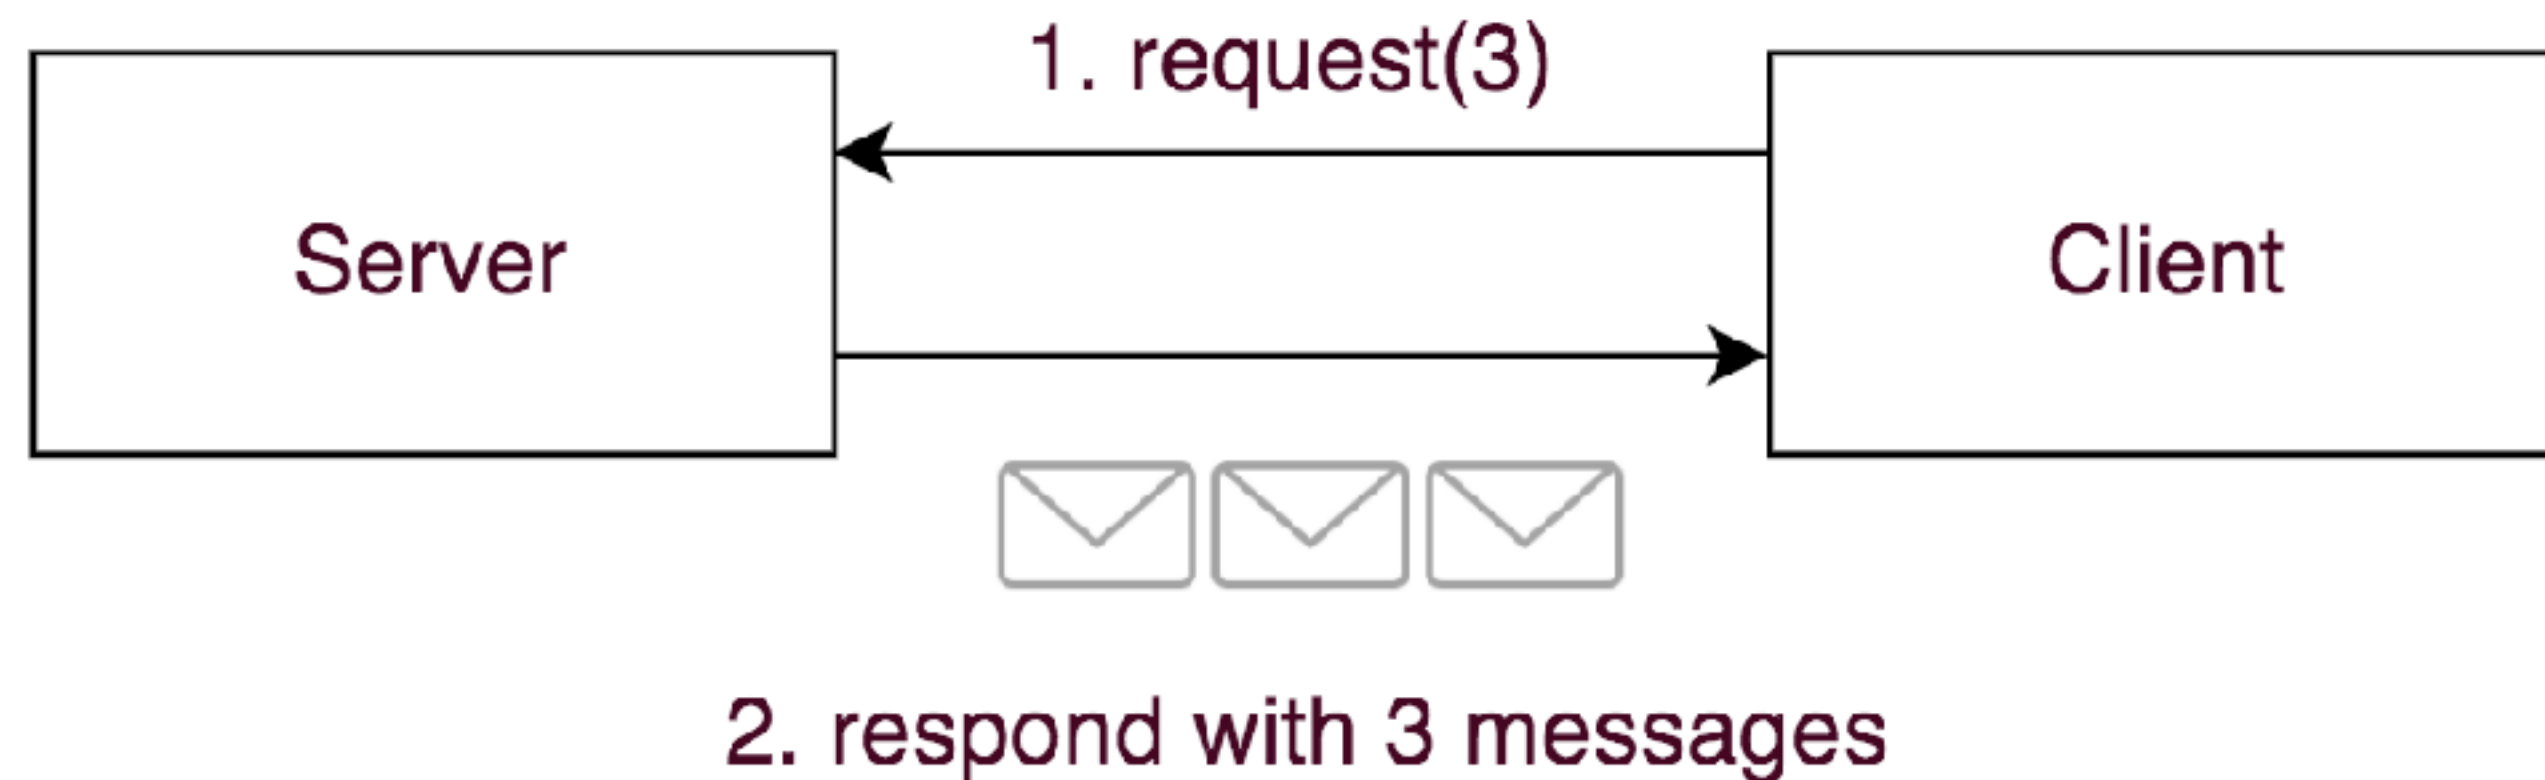 1. request(3)
Server
Client
2. respond with 3 messages